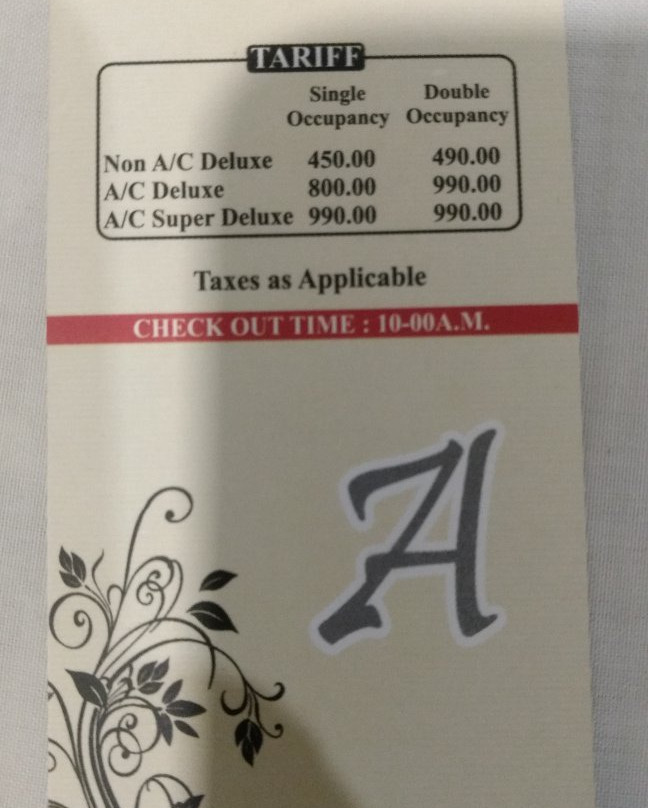 TARIFF
Single Double
Occupancy Occupancy
Non A/C Deluxe 450.00 490.00
A/C Deluxe 800.00 990.00
A/C Super Deluxe 990.00 990.00
Taxes as Applicable
CHECK OUT TIME : 10-00A.M.
A